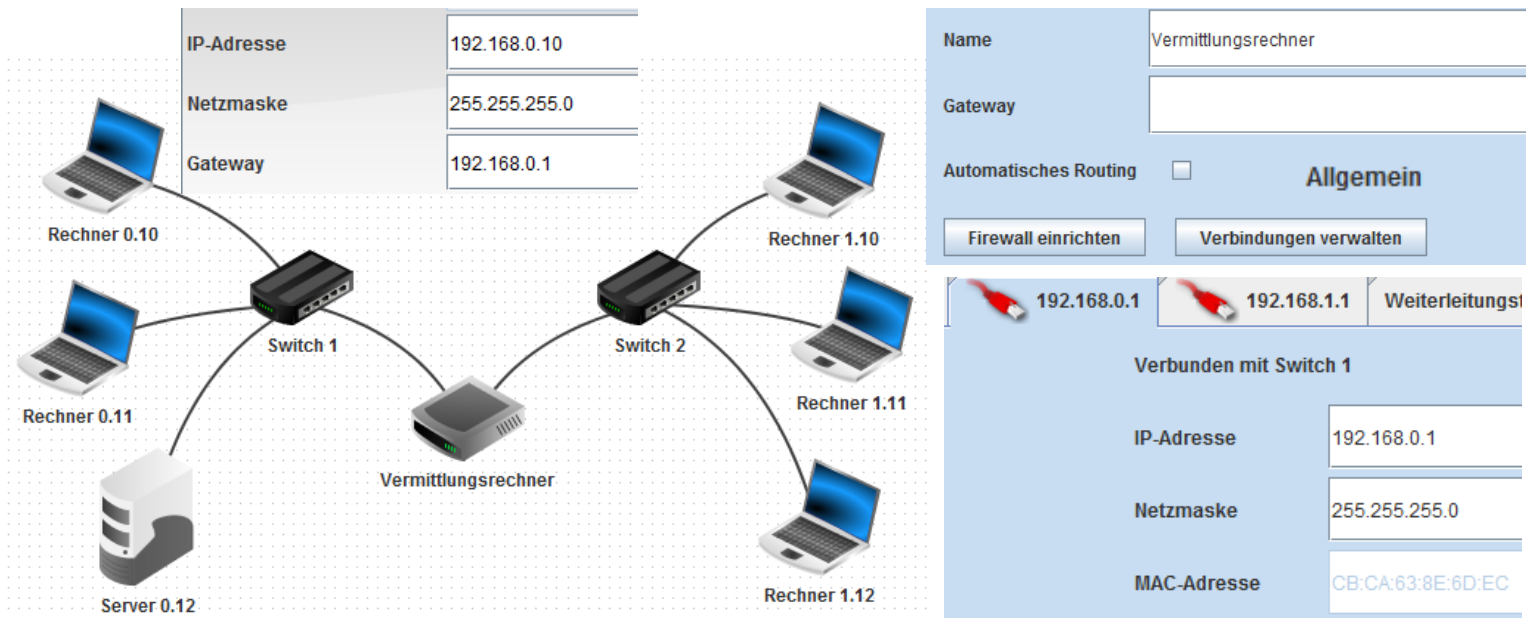 IP-Adresse 192.168.0.10
Netzmaske 255.255.255.0
Gateway 192.168.0.1
Rechner 0.10
Rechner 1.10
Switch 1
Switch 2
Rechner 0.11
Rechner 1.11
Vermittlungsrechner
Server 0.12
Rechner 1.12
Name Vermittlungsrechner
Gateway
Automatisches Routing
Allgemein
Firewall einrichten Verbindungen verwalten
192.168.0.1 192.168.1.1 Weiterleitungst
Verbunden mit Switch 1
IP-Adresse 192.168.0.1
Netzmaske 255.255.255.0
MAC-Adresse CB:CA:63:8E:6D:EC